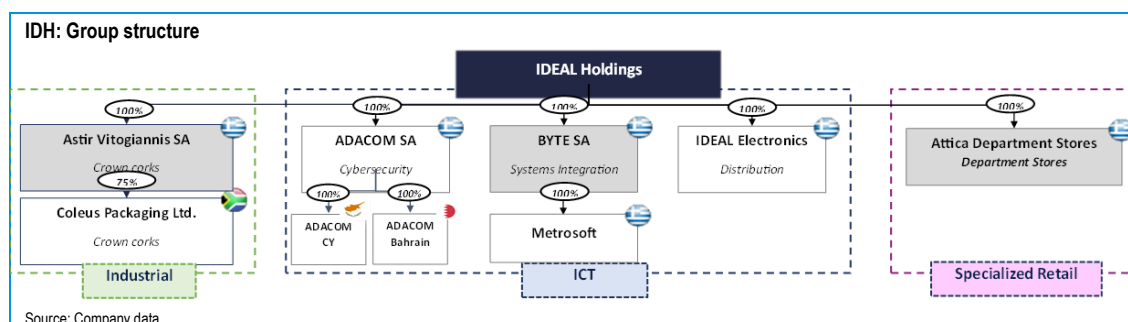 IDH: Group structure
IDEAL Holdings
100%
100%
100%
100%
100%
Astir Vitogiannis SA
Crown corks
75%
Coleus Packaging Ltd.
Crown corks
Industrial
ADACOM SA
Cybersecurity
100%
100%
ADACOM
CY
ADACOM
Bahrain
BYTE SA
Systems Integration
100%
Metrosoft
IDEAL Electronics
Distribution
ICT
Attica Department Stores
Department Stores
Specialized Retail
Source: Company data